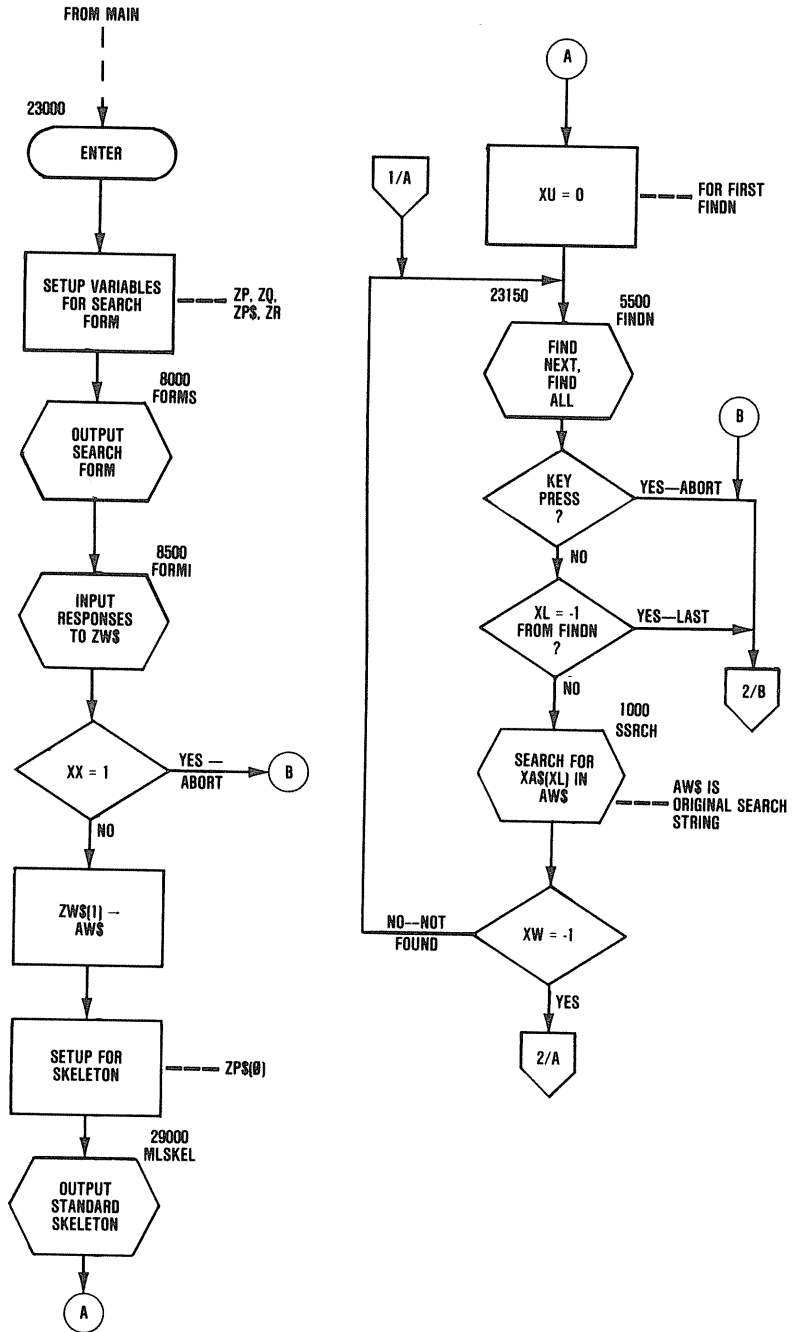 FROM MAIN
23000
ENTER
SETUP VARIABLES
FOR SEARCH
FORM
ZP, ZQ,
ZP$, ZR
8000
FORMS
OUTPUT
SEARCH
FORM
8500
FORMI
INPUT
RESPONSES
TO ZW$
XX = 1
YES —
ABORT
B
NO
ZW$(1) →
AW$
SETUP FOR
SKELETON
ZP$(Ø)
29000
MLSKEL
OUTPUT
STANDARD
SKELETON
A
A
1/A
XU = 0
FOR FIRST
FINDN
23150
5500
FINDN
FIND
NEXT,
FIND
ALL
B
KEY
PRESS
?
YES—ABORT
NO
XL = -1
FROM FINDN
?
YES—LAST
NO
2/B
1000
SSRCH
SEARCH FOR
XA$(XL) IN
AW$
AW$ IS
ORIGINAL SEARCH
STRING
NO--NOT
FOUND
XW = -1
YES
2/A